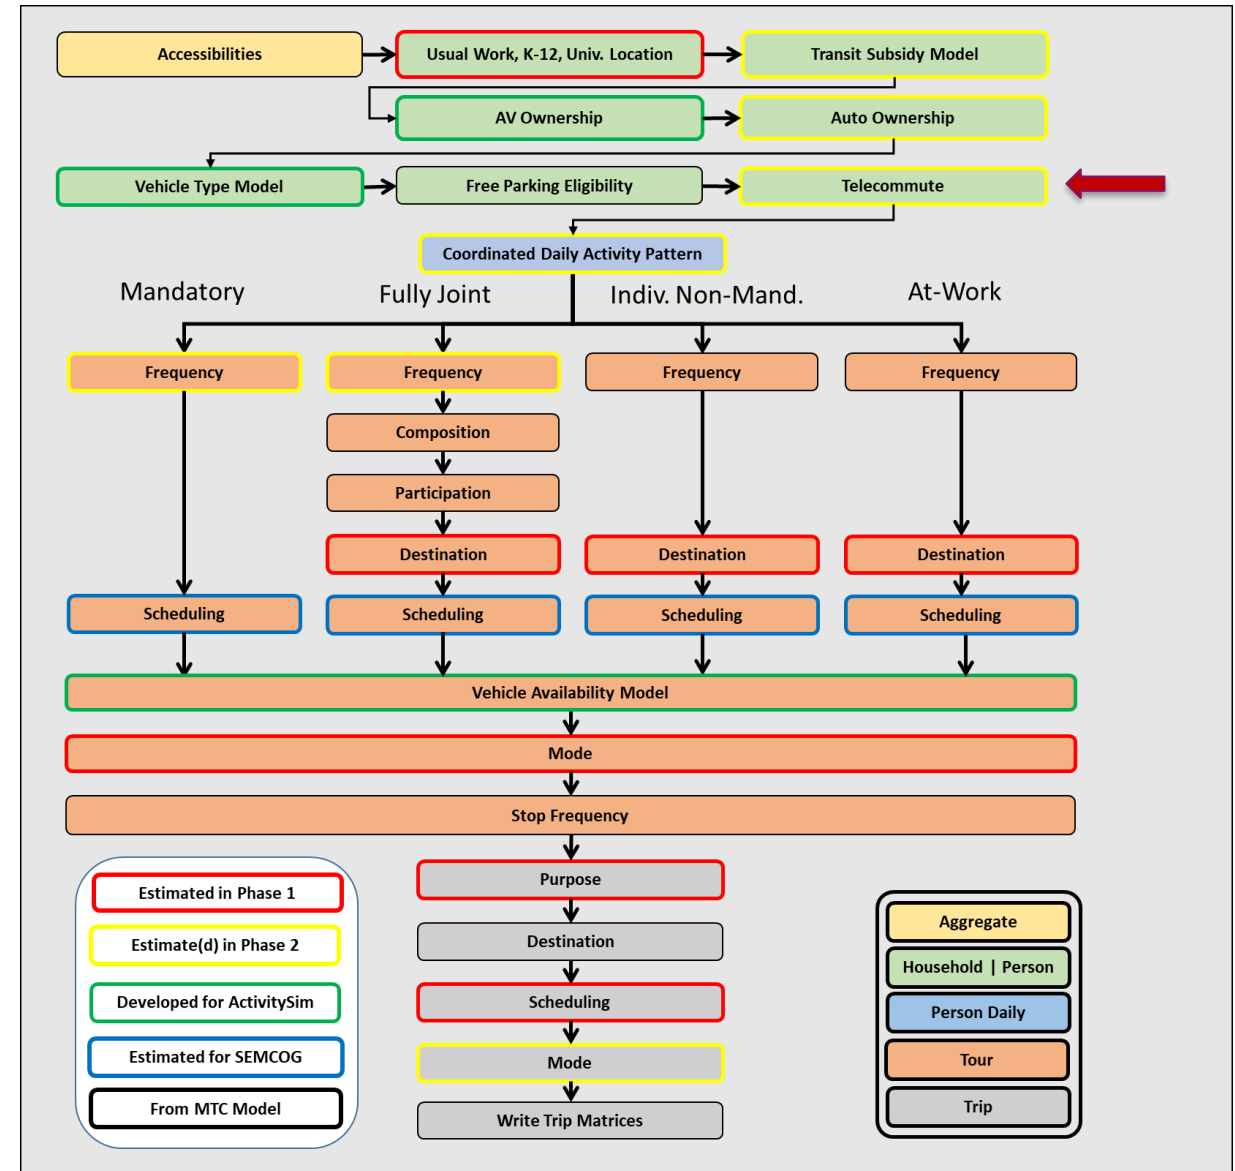 Accessibilities
Usual Work, K-12, Univ. Location
Transit Subsidy Model
AV Ownership
Auto Ownership
Vehicle Type Model
Free Parking Eligibility
Telecommute
Coordinated Daily Activity Pattern
Mandatory
Fully Joint
Indiv. Non-Mand.
At-Work
Frequency
Frequency
Frequency
Frequency
Composition
Participation
Destination
Destination
Destination
Scheduling
Scheduling
Scheduling
Scheduling
Vehicle Availability Model
Mode
Stop Frequency
Purpose
Destination
Scheduling
Mode
Write Trip Matrices
Estimated in Phase 1
Estimate(d) in Phase 2
Developed for ActivitySim
Estimated for SEMCOG
From MTC Model
Aggregate
Household | Person
Person Daily
Tour
Trip